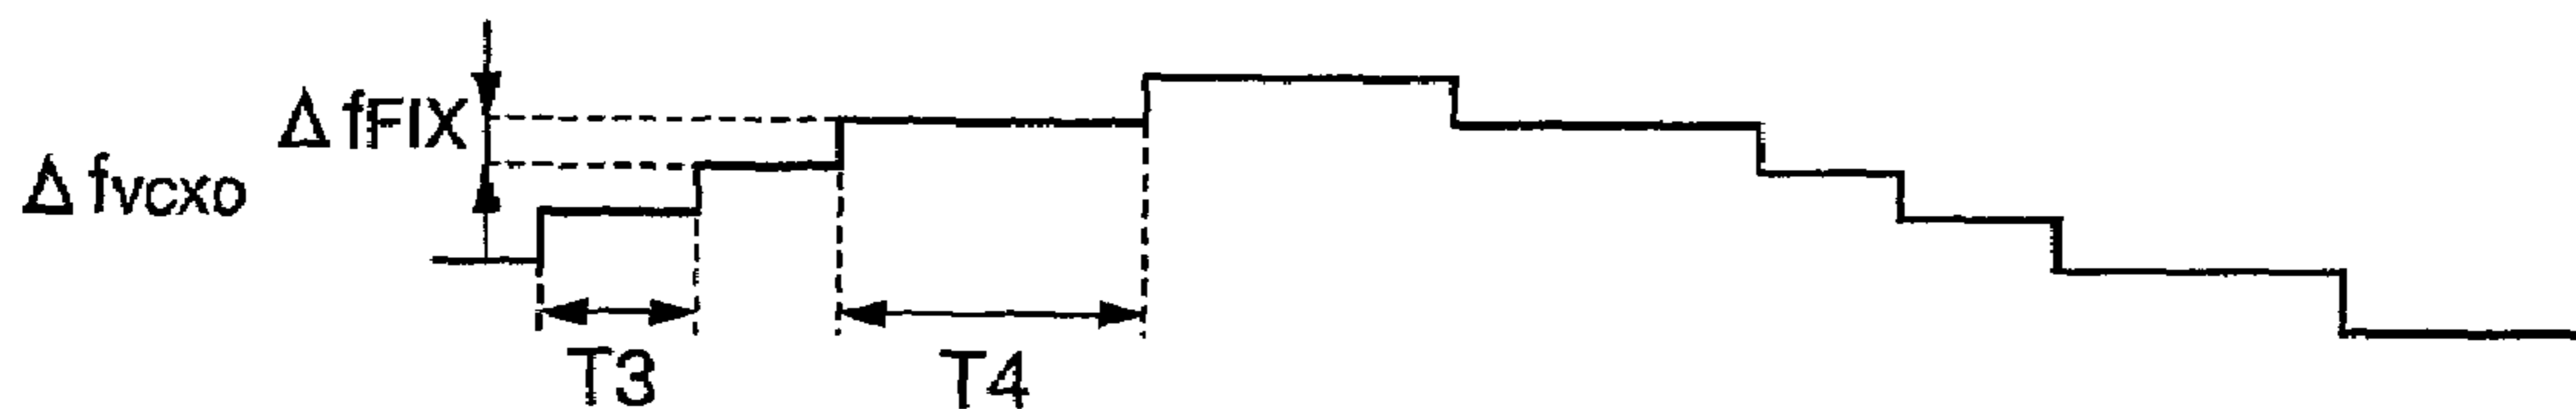 Δ fFIX
Δ fvcxo
T3
T4